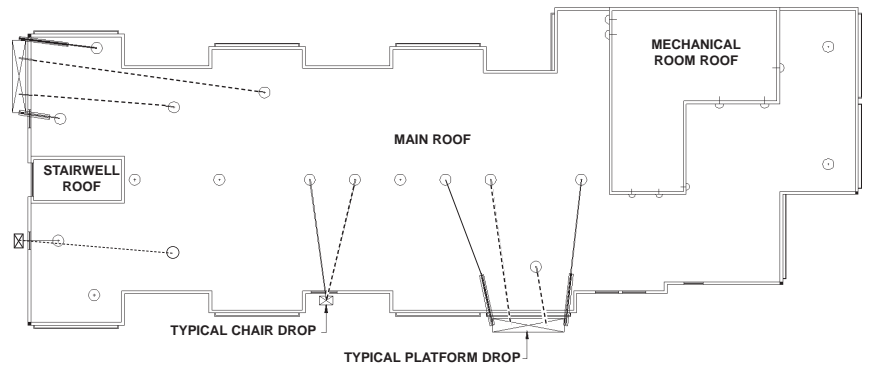 MECHANICAL
ROOM ROOF
MAIN ROOF
STAIRWELL
ROOF
TYPICAL CHAIR DROP
TYPICAL PLATFORM DROP